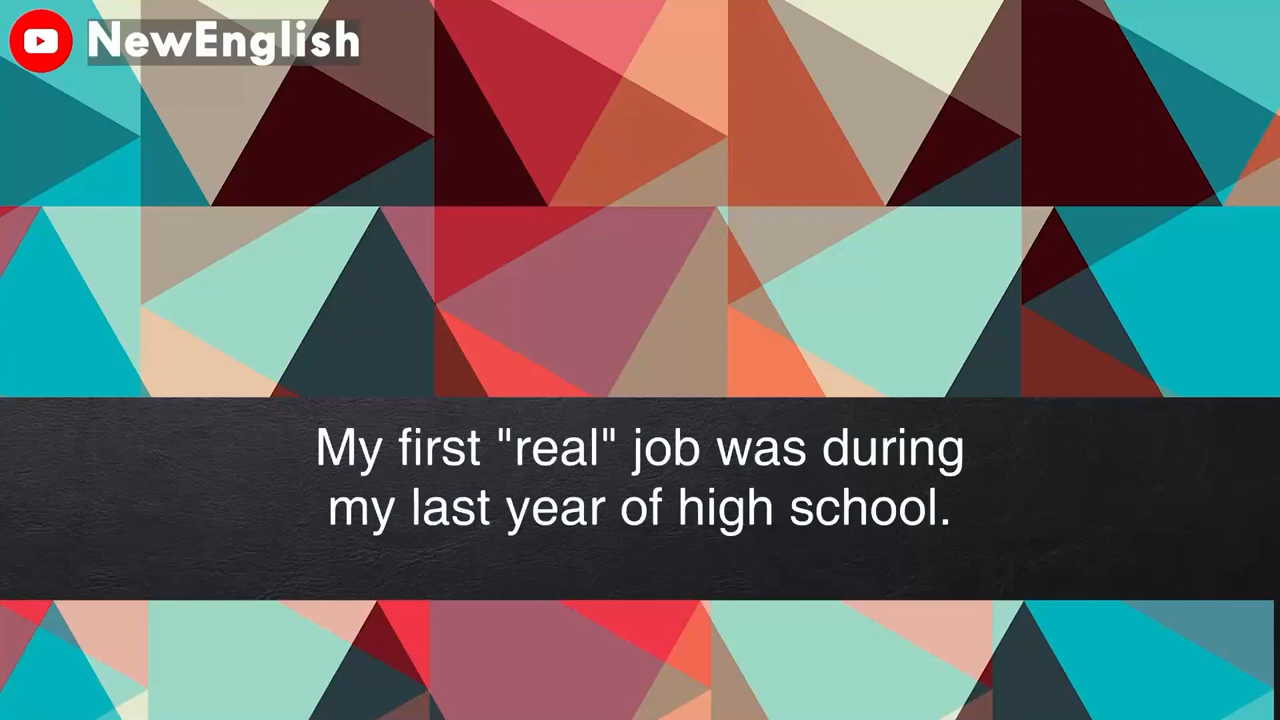 NewEnglish
My first "real" job was during
my last year of high school.